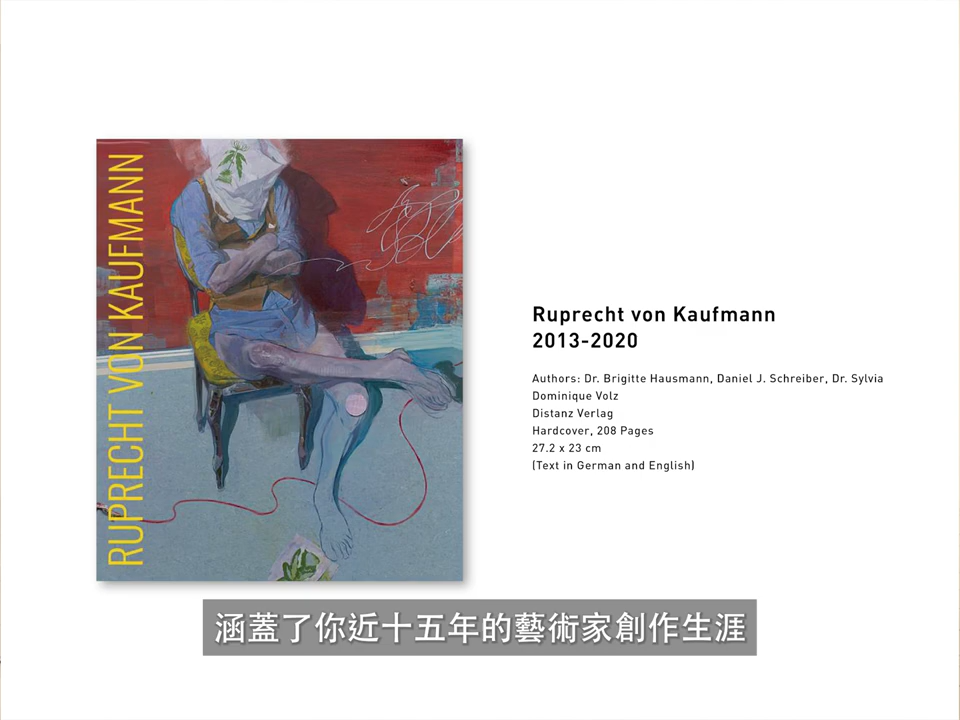 RUPRECHT VON KAUFMANN
Ruprecht von Kaufmann
2013-2020
Authors: Dr. Brigitte Hausmann, Daniel J. Schreiber, Dr. Sylvia
Dominique Volz
Distanz Verlag
Hardcover, 208 Pages
27.2 x 23 cm
(Text in German and English)
涵蓋了你近十五年的藝術家創作生涯